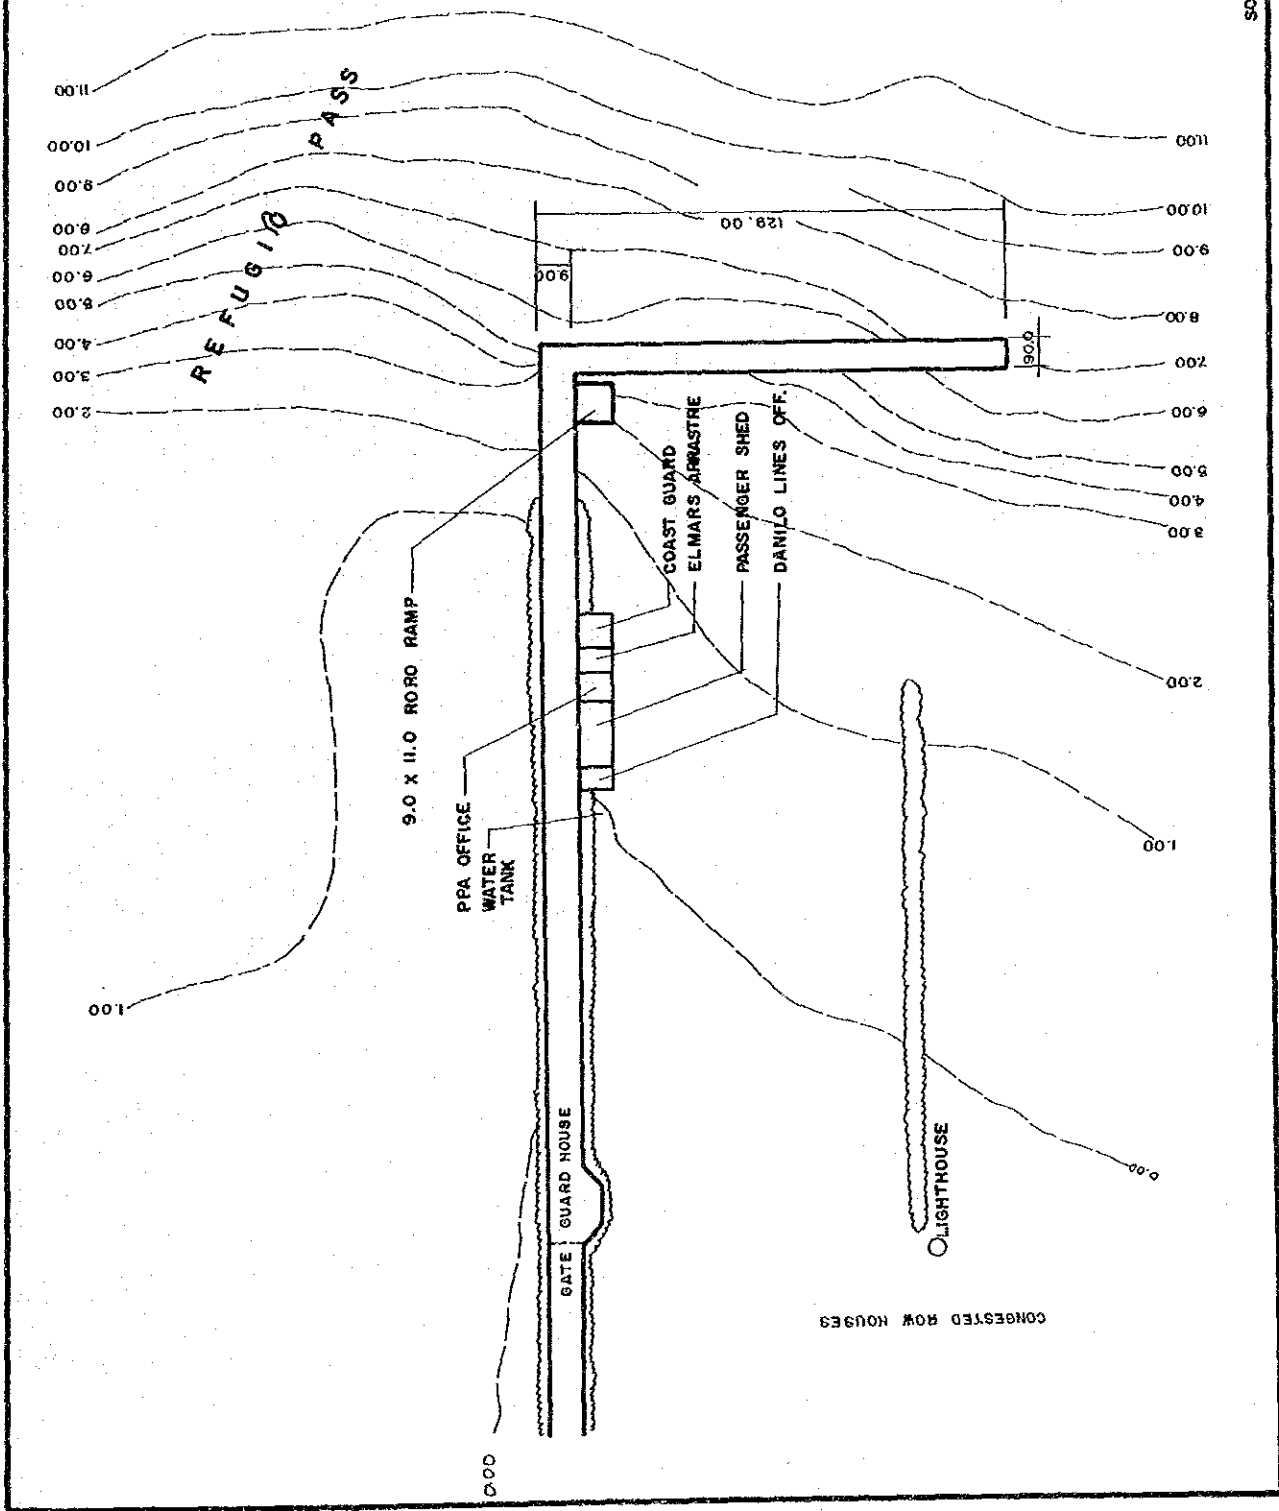 SC
REFUGIO PASS
11.00
10.00
9.00
8.00
7.00
6.00
5.00
4.00
3.00
2.00
1.00
0.00
129.00
9.00
90.0
11.00
10.00
9.00
8.00
7.00
6.00
5.00
4.00
3.00
2.00
1.00
0.00
9.0 X 11.0 RORO RAMP
PPA OFFICE
WATER
TANK
COAST GUARD
ELMARS ARRASTRE
PASSENGER SHED
DANILO LINES OFF.
GATE
GUARD HOUSE
LIGHTHOUSE
CONGESTED ROW HOUSES